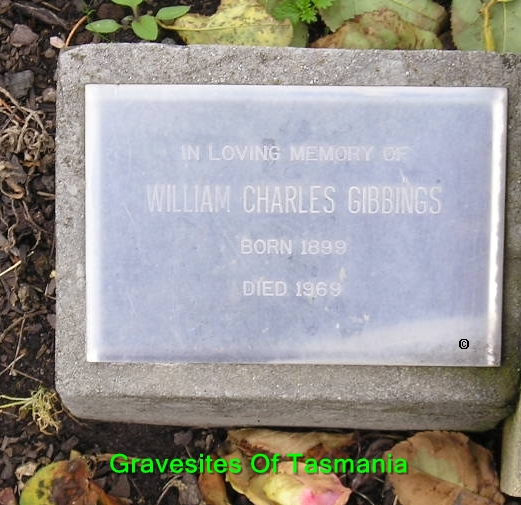 IN LOVING MEMORY OF
WILLIAM CHARLES GIBBINGS
BORN 1899
DIED 1969
©
Gravesites Of Tasmania